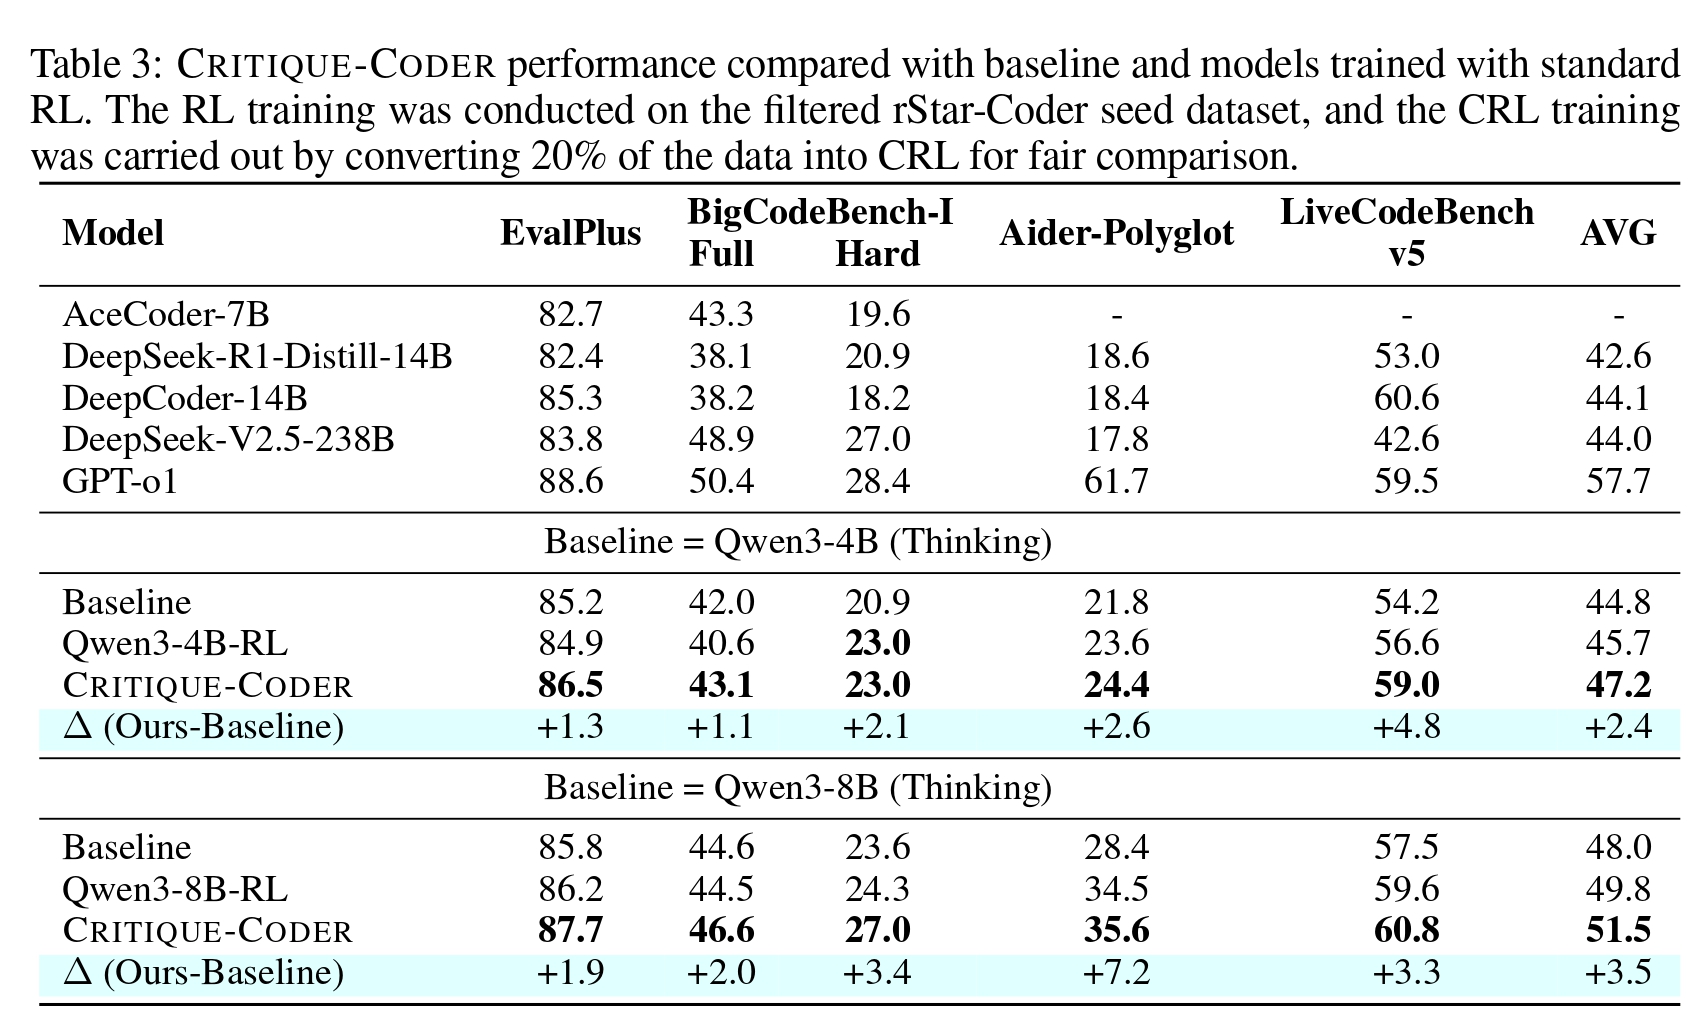 Table 3: CRITIQUE-CODER performance compared with baseline and models trained with standard
RL. The RL training was conducted on the filtered rStar-Coder seed dataset, and the CRL training
was carried out by converting 20% of the data into CRL for fair comparison.
Model EvalPlus BigCodeBench-I Aider-Polyglot LiveCodeBench AVG
Full Hard v5
AceCoder-7B 82.7 43.3 19.6 - - -
DeepSeek-R1-Distill-14B 82.4 38.1 20.9 18.6 53.0 42.6
DeepCoder-14B 85.3 38.2 18.2 18.4 60.6 44.1
DeepSeek-V2.5-238B 83.8 48.9 27.0 17.8 42.6 44.0
GPT-o1 88.6 50.4 28.4 61.7 59.5 57.7
Baseline = Qwen3-4B (Thinking)
Baseline 85.2 42.0 20.9 21.8 54.2 44.8
Qwen3-4B-RL 84.9 40.6 23.0 23.6 56.6 45.7
CRITIQUE-CODER 86.5 43.1 23.0 24.4 59.0 47.2
Δ (Ours-Baseline) +1.3 +1.1 +2.1 +2.6 +4.8 +2.4
Baseline = Qwen3-8B (Thinking)
Baseline 85.8 44.6 23.6 28.4 57.5 48.0
Qwen3-8B-RL 86.2 44.5 24.3 34.5 59.6 49.8
CRITIQUE-CODER 87.7 46.6 27.0 35.6 60.8 51.5
Δ (Ours-Baseline) +1.9 +2.0 +3.4 +7.2 +3.3 +3.5